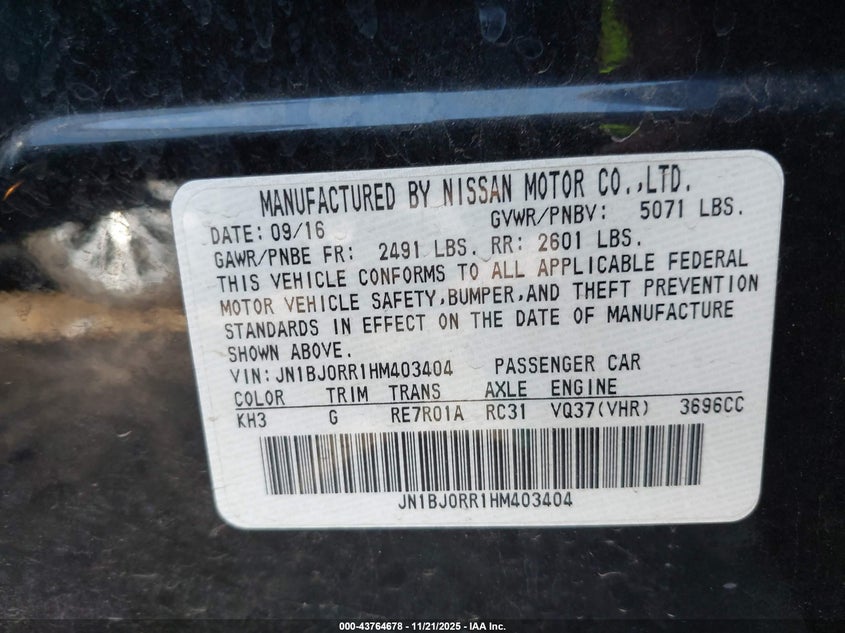 MANUFACTURED BY NISSAN MOTOR CO.,LTD.
DATE: 09/16 GVWR/PNBV: 5071 LBS.
GAWR/PNBE FR: 2491 LBS. RR: 2601 LBS.
THIS VEHICLE CONFORMS TO ALL APPLICABLE FEDERAL
MOTOR VEHICLE SAFETY,BUMPER,AND THEFT PREVENTION
STANDARDS IN EFFECT ON THE DATE OF MANUFACTURE
SHOWN ABOVE.
VIN: JN1BJ0RR1HM403404 PASSENGER CAR
COLOR TRIM TRANS AXLE ENGINE
KH3 G RE7R01A RC31 VQ37(VHR) 3696CC
JN1BJ0RR1HM403404
000-43764678 - 11/21/2025 - IAA Inc.